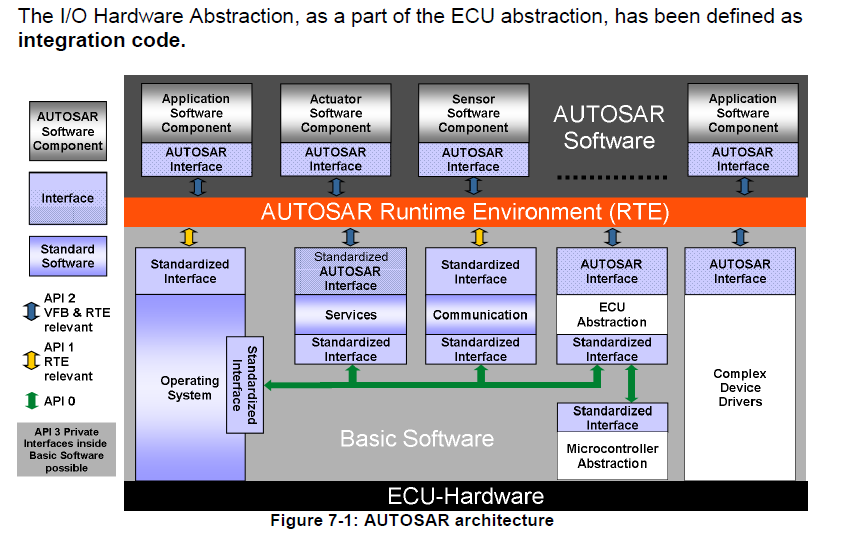 The I/O Hardware Abstraction, as a part of the ECU abstraction, has been defined as
integration code.
AUTOSAR
Software
Component
Interface
Standard
Software
API 2
VFB & RTE
relevant
API 1
RTE
relevant
API 0
API 3 Private
Interfaces inside
Basic Software
possible
Application
Software
Component
AUTOSAR
Interface
Actuator
Software
Component
AUTOSAR
Interface
Sensor
Software
Component
AUTOSAR
Interface
AUTOSAR
Software
Application
Software
Component
AUTOSAR
Interface
AUTOSAR Runtime Environment (RTE)
Standardized
Interface
Operating
System
Standardized
Interface
Standardized
AUTOSAR
Interface
Services
Standardized
Interface
Standardized
Interface
Communication
Standardized
Interface
AUTOSAR
Interface
ECU
Abstraction
Standardized
Interface
Standardized
Interface
Microcontroller
Abstraction
AUTOSAR
Interface
Complex
Device
Drivers
Basic Software
ECU-Hardware
Figure 7-1: AUTOSAR architecture